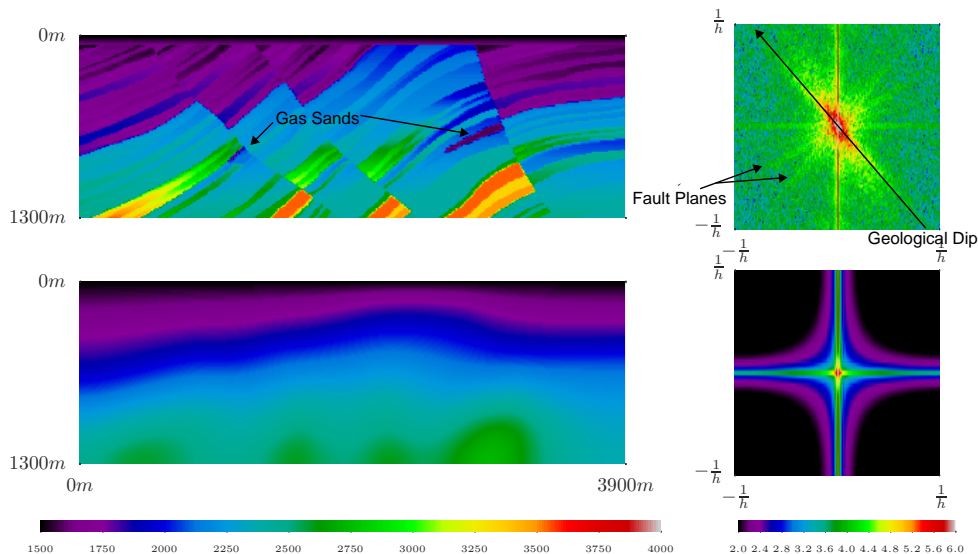 0m
1300m
Gas Sands
1/h
−1/h
Fault Planes
Geological Dip
−1/h
1/h
0m
1300m
0m
3900m
1/h
−1/h
−1/h
1/h
1500 1750 2000 2250 2500 2750 3000 3250 3500 3750 4000
2.0 2.4 2.8 3.2 3.6 4.0 4.4 4.8 5.2 5.6 6.0